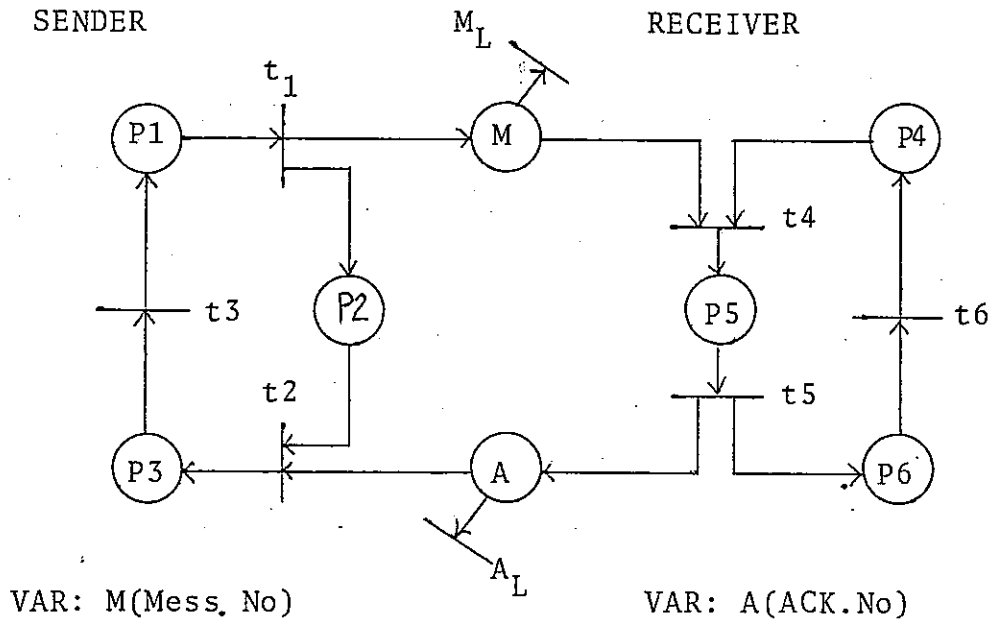 SENDER
M_L
RECEIVER
t_1
P1
M
P4
t4
P2
P5
t3
t6
t2
t5
P3
A
P6
A_L
VAR: M(Mess. No)
VAR: A(ACK.No)